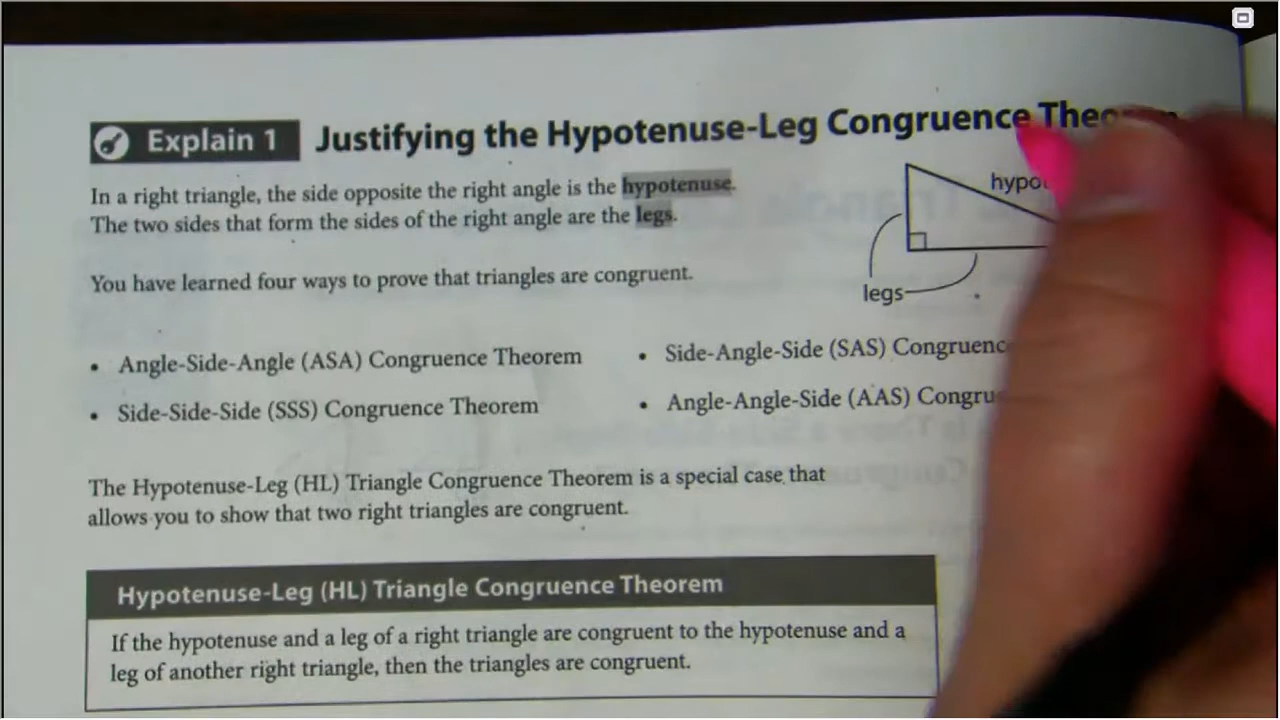 Explain 1 Justifying the Hypotenuse-Leg Congruence
In a right triangle, the side opposite the right angle is the hypotenuse.
The two sides that form the sides of the right angle are the legs.
legs
You have learned four ways to prove that triangles are congruent.
• Angle-Side-Angle (ASA) Congruence Theorem
• Side-Angle-Side (SAS)
• Side-Side-Side (SSS) Congruence Theorem
• Angle-Angle-Side (AAS)
The Hypotenuse-Leg (HL) Triangle Congruence Theorem is a special case that
allows you to show that two right triangles are congruent.
Hypotenuse-Leg (HL) Triangle Congruence Theorem
If the hypotenuse and a leg of a right triangle are congruent to the hypotenuse and a
leg of another right triangle, then the triangles are congruent.